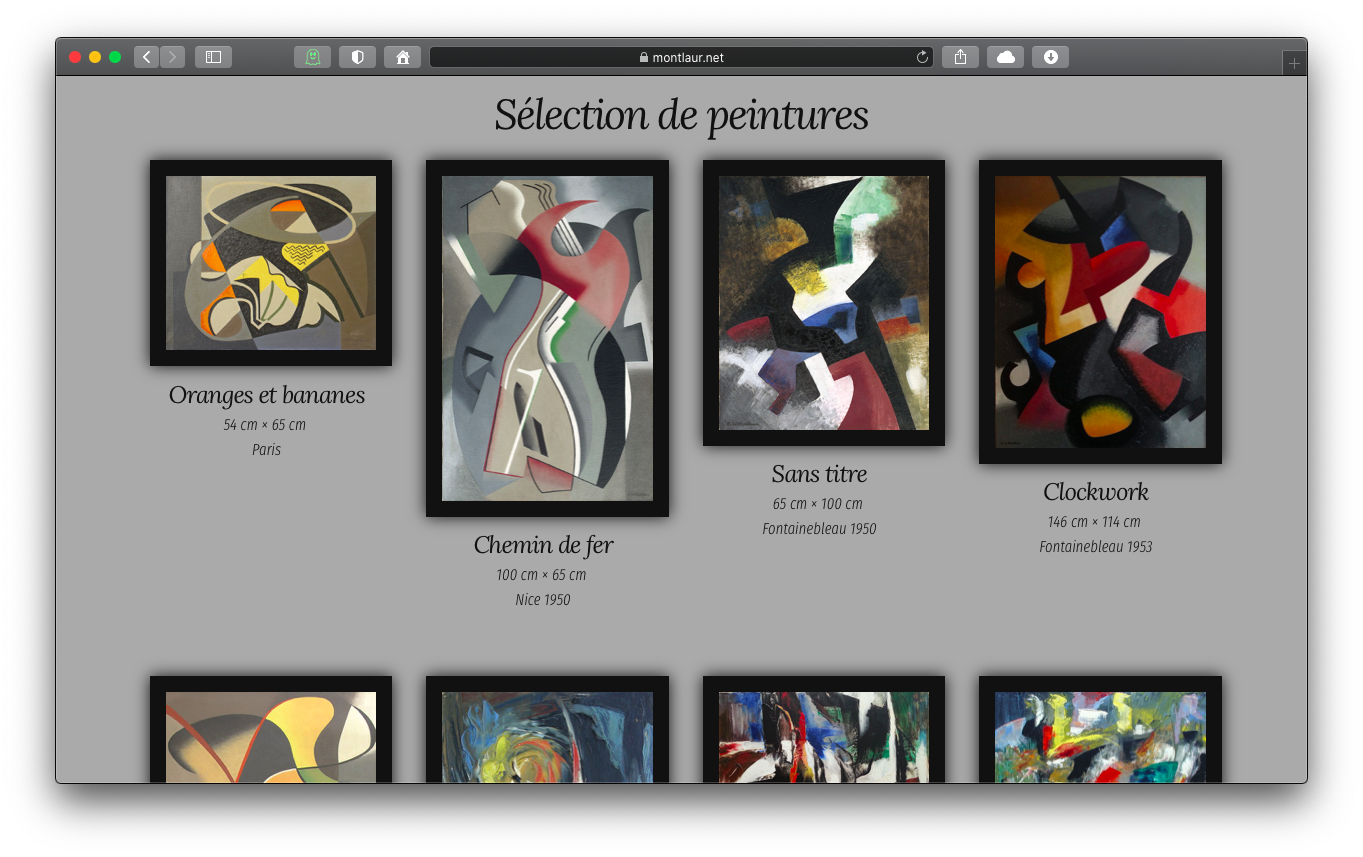 montlaur.net
Sélection de peintures
Oranges et bananes
54 cm × 65 cm
Paris
Chemin de fer
100 cm × 65 cm
Nice 1950
Sans titre
65 cm × 100 cm
Fontainebleau 1950
Clockwork
146 cm × 114 cm
Fontainebleau 1953